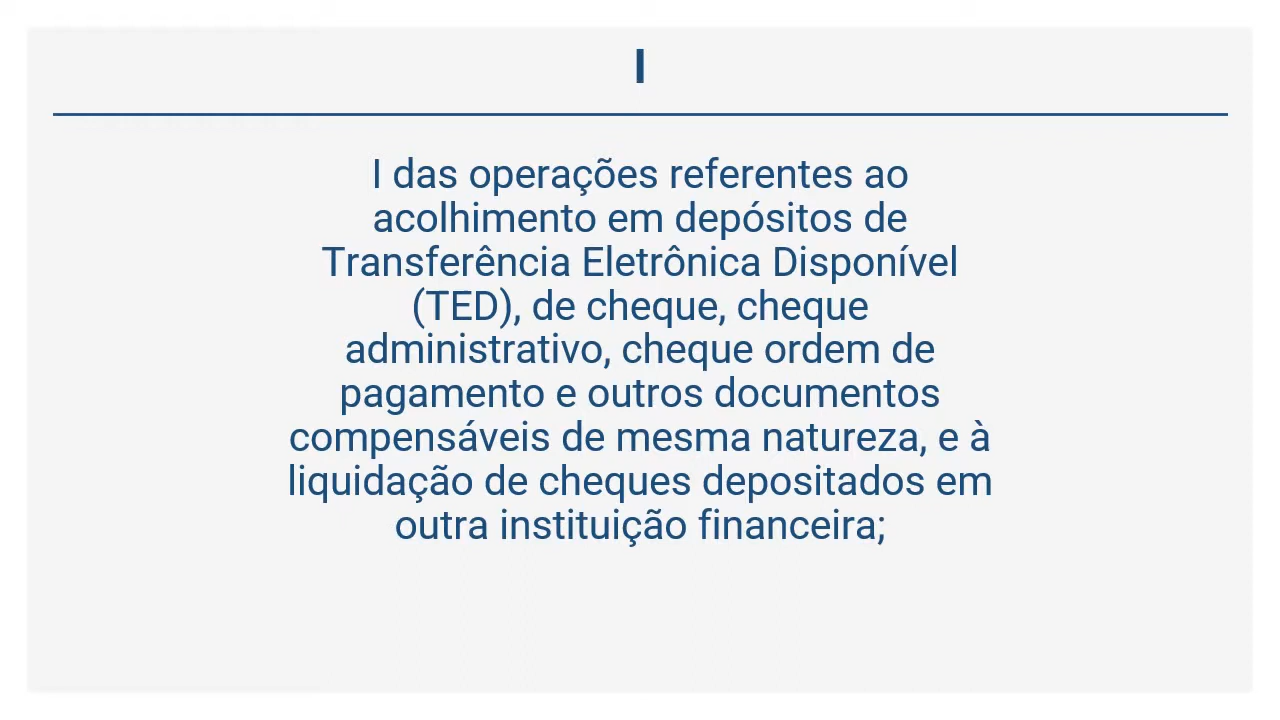 I
I das operações referentes ao
acolhimento em depósitos de
Transferência Eletrônica Disponível
(TED), de cheque, cheque
administrativo, cheque ordem de
pagamento e outros documentos
compensáveis de mesma natureza, e à
liquidação de cheques depositados em
outra instituição financeira;